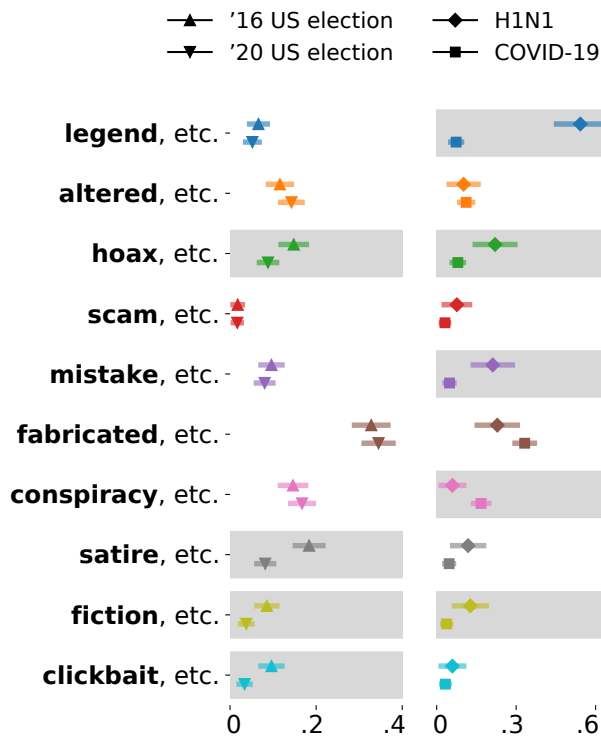 '16 US election
'20 US election
H1N1
COVID-19
legend, etc.
altered, etc.
hoax, etc.
scam, etc.
mistake, etc.
fabricated, etc.
conspiracy, etc.
satire, etc.
fiction, etc.
clickbait, etc.
0 .2 .4 0 .3 .6